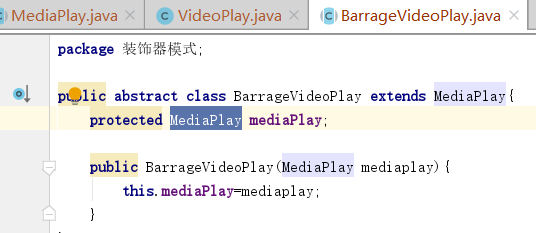 MediaPlay.java × VideoPlay.java × BarrageVideoPlay.java
package 装饰器模式;
public abstract class BarrageVideoPlay extends MediaPlay{
protected MediaPlay mediaPlay;
public BarrageVideoPlay(MediaPlay mediaplay){
this.mediaPlay=mediaplay;
}